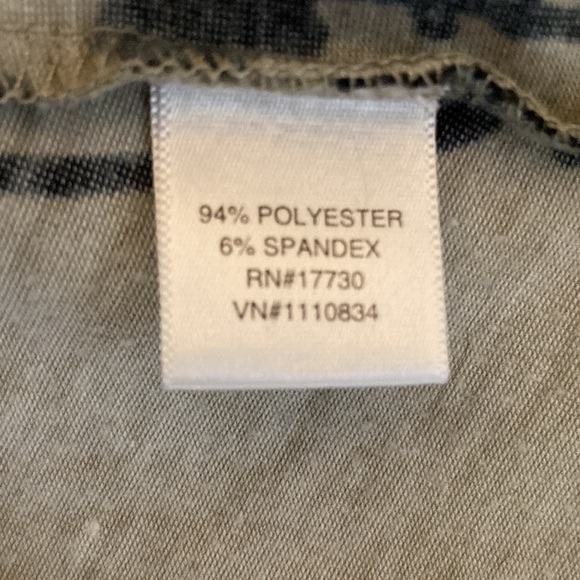 94% POLYESTER
6% SPANDEX
RN#17730
VN#1110834